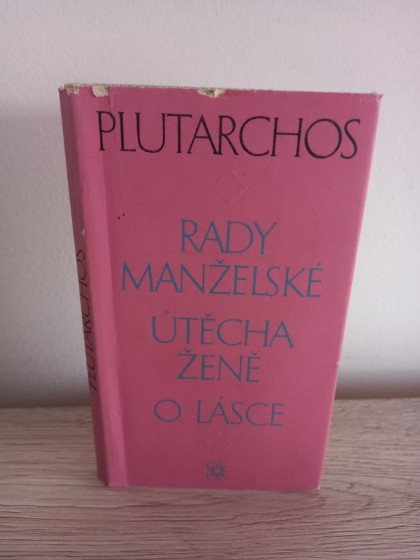 PLUTARCHOS
RADY
MANŽELSKÉ
ÚTĚCHA
ŽENĚ
O LÁSCE
PLUTARCHOS